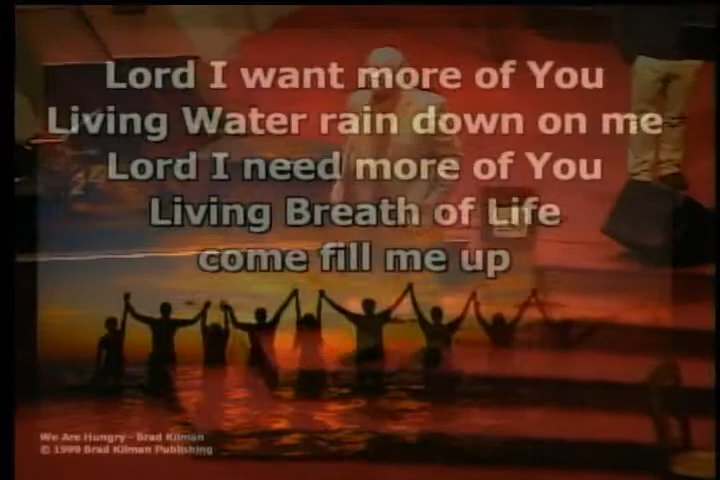 Lord I want more of You
Living Water rain down on me
Lord I need more of You
Living Breath of Life
come fill me up
We Are Hungry - Brad Kilman
© 1999 Brad Kilman Publishing